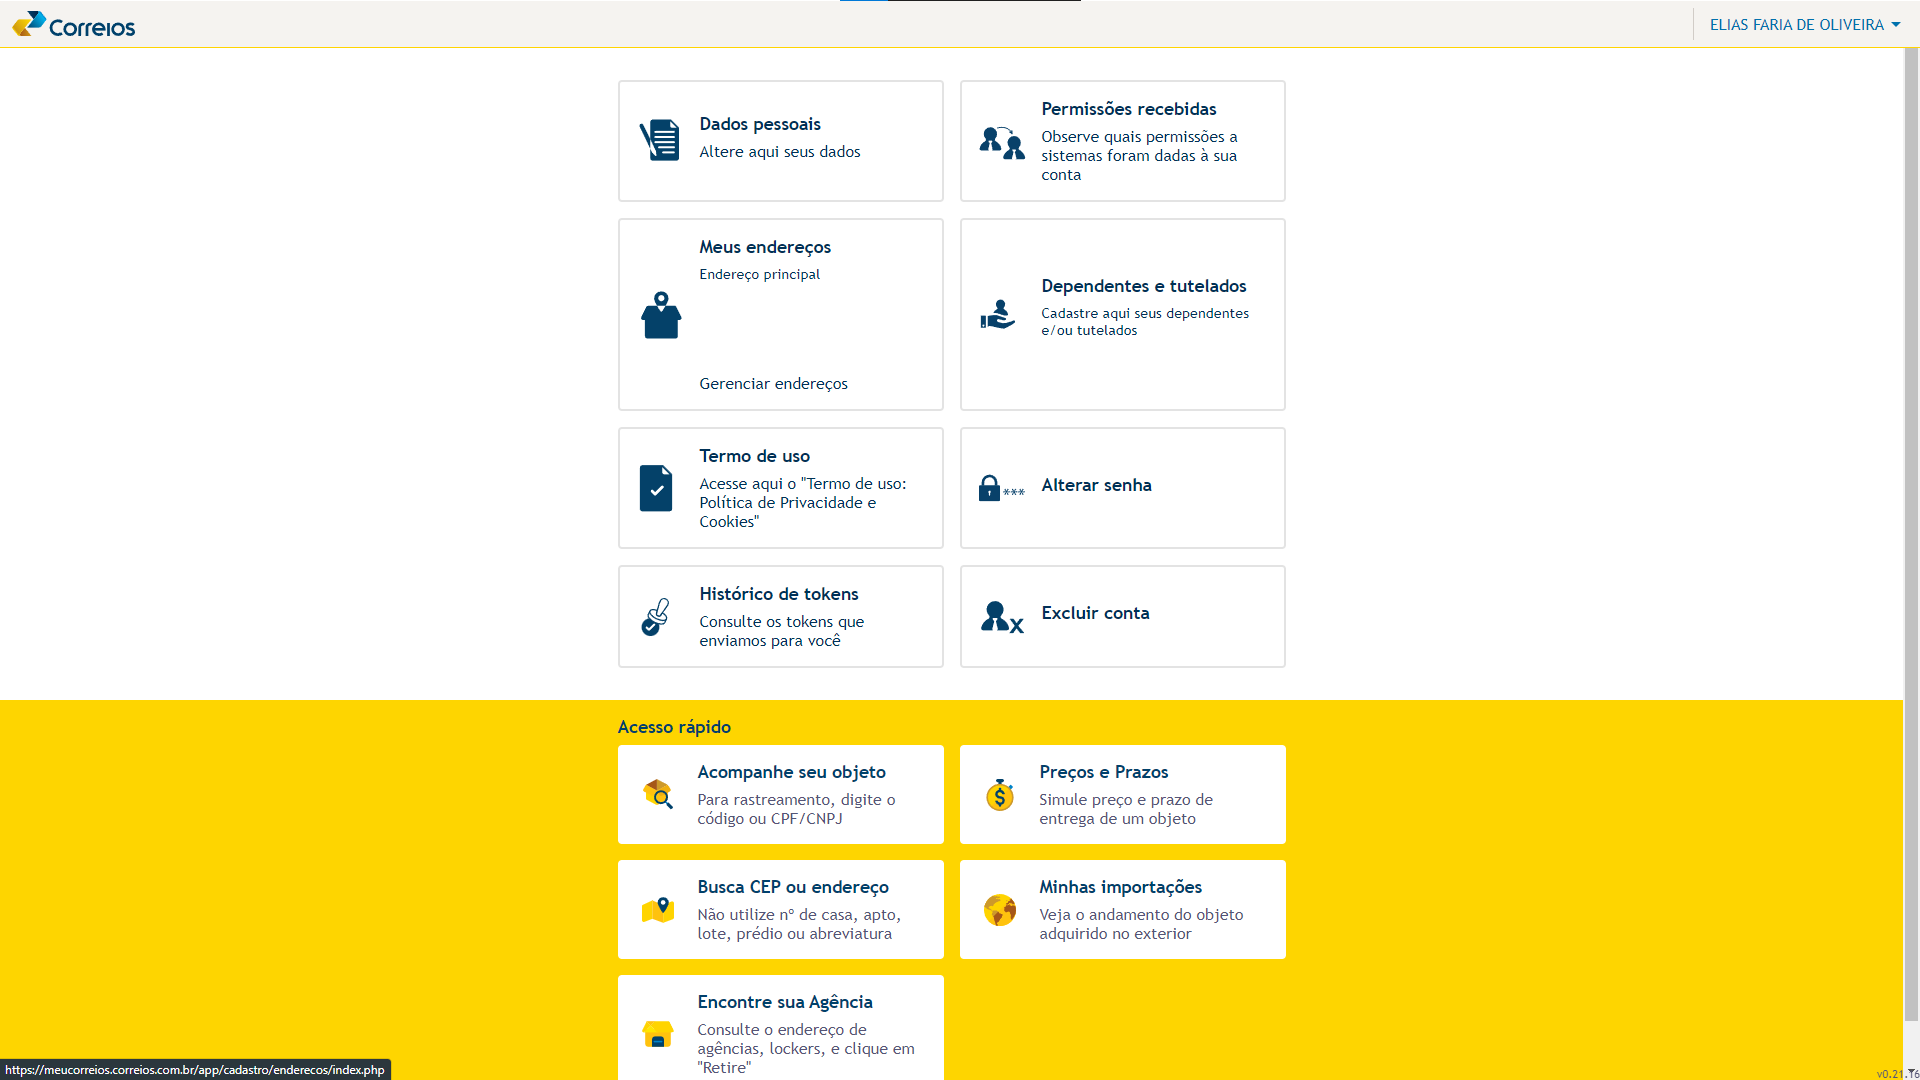 Correios
ELIAS FARIA DE OLIVEIRA
Dados pessoais
Altere aqui seus dados
Permissões recebidas
Observe quais permissões a
sistemas foram dadas à sua
conta
Meus endereços
Endereço principal
Gerenciar endereços
Dependentes e tutelados
Cadastre aqui seus dependentes
e/ou tutelados
Termo de uso
Acesse aqui o "Termo de uso:
Política de Privacidade e
Cookies"
***
Alterar senha
Histórico de tokens
Consulte os tokens que
enviamos para você
Excluir conta
Acesso rápido
Acompanhe seu objeto
Para rastreamento, digite o
código ou CPF/CNPJ
Preços e Prazos
Simule preço e prazo de
entrega de um objeto
Busca CEP ou endereço
Não utilize nº de casa, apto,
lote, prédio ou abreviatura
Minhas importações
Veja o andamento do objeto
adquirido no exterior
Encontre sua Agência
Consulte o endereço de
agências, lockers, e clique em
"Retire"
https://meucorreios.correios.com.br/app/cadastro/enderecos/index.php
v0.21.16